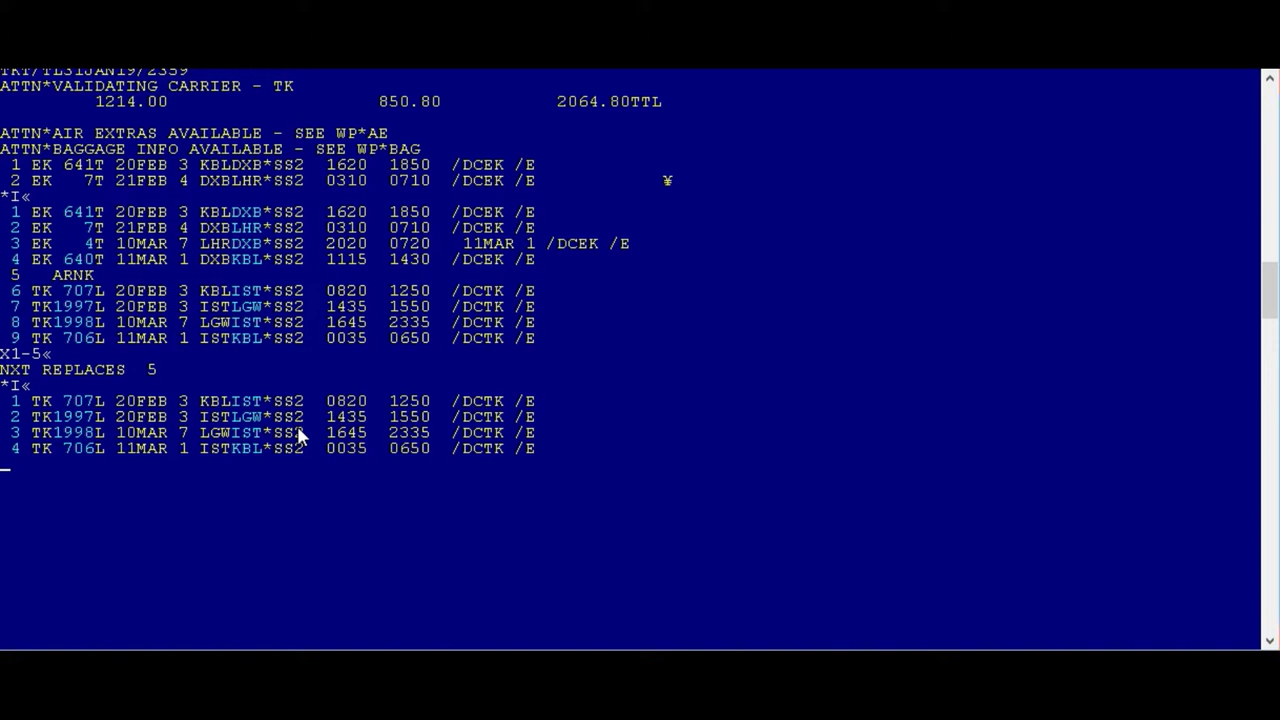 TKT/TL31JAN19/2359
ATTN*VALIDATING CARRIER - TK
1214.00 850.80 2064.80TTL
ATTN*AIR EXTRAS AVAILABLE - SEE WP*AE
ATTN*BAGGAGE INFO AVAILABLE - SEE WP*BAG
1 EK 641T 20FEB 3 KBLDXB*SS2 1620 1850 /DCEK /E
2 EK 7T 21FEB 4 DXBLHR*SS2 0310 0710 /DCEK /E ¥
*I«
1 EK 641T 20FEB 3 KBLDXB*SS2 1620 1850 /DCEK /E
2 EK 7T 21FEB 4 DXBLHR*SS2 0310 0710 /DCEK /E
3 EK 4T 10MAR 7 LHRDXB*SS2 2020 0720 11MAR 1 /DCEK /E
4 EK 640T 11MAR 1 DXBKBL*SS2 1115 1430 /DCEK /E
5 ARNK
6 TK 707L 20FEB 3 KBLIST*SS2 0820 1250 /DCTK /E
7 TK1997L 20FEB 3 ISTLGW*SS2 1435 1550 /DCTK /E
8 TK1998L 10MAR 7 LGWIST*SS2 1645 2335 /DCTK /E
9 TK 706L 11MAR 1 ISTKBL*SS2 0035 0650 /DCTK /E
X1-5«
NXT REPLACES 5
*I«
1 TK 707L 20FEB 3 KBLIST*SS2 0820 1250 /DCTK /E
2 TK1997L 20FEB 3 ISTLGW*SS2 1435 1550 /DCTK /E
3 TK1998L 10MAR 7 LGWIST*SS2 1645 2335 /DCTK /E
4 TK 706L 11MAR 1 ISTKBL*SS2 0035 0650 /DCTK /E